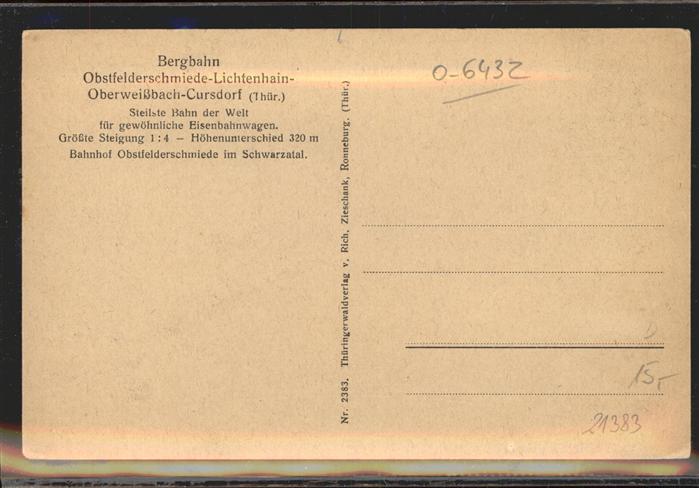 Bergbahn
Obstfelderschmiede-Lichtenhain-
Oberweißbach-Cursdorf (Thür.)
Steilste Bahn der Welt
für gewöhnliche Eisenbahnwagen.
Größte Steigung 1:4 — Höhenunterschied 320 m
Bahnhof Obstfelderschmiede im Schwarzatal.
Nr. 2383. Thüringerwaldverlag v. Rich. Zieschank, Ronneburg. (Thür.)
O-6432
D
15,-
21383